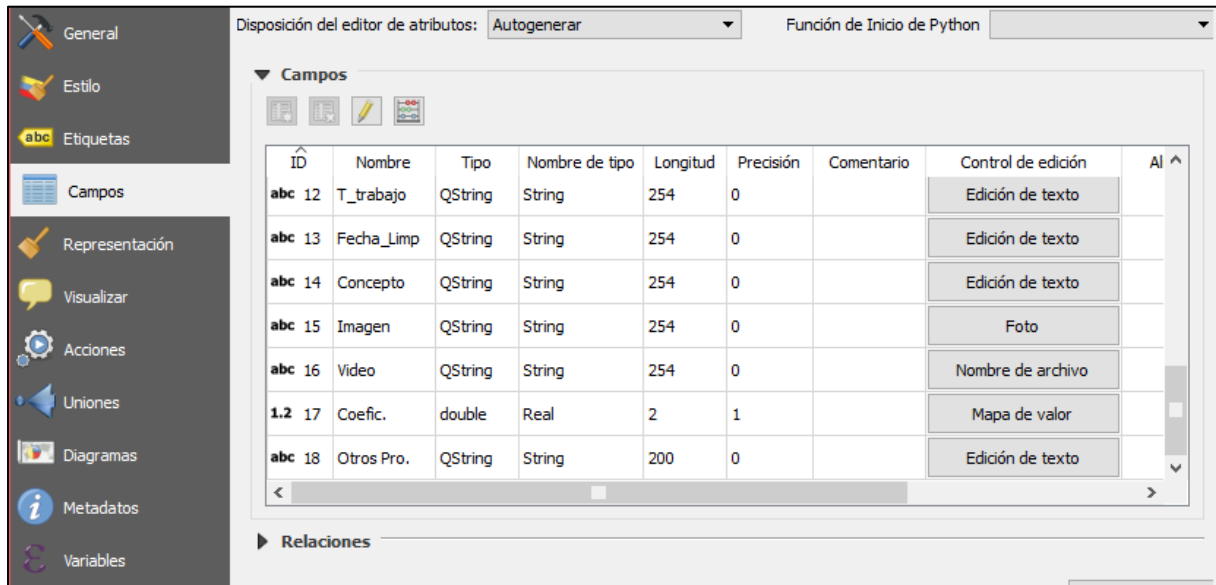 General
Estilo
abc Etiquetas
Campos
Representación
Visualizar
Acciones
Uniones
Diagramas
Metadatos
Variables
Disposición del editor de atributos: Autogenerar Función de Inicio de Python
Campos
ID Nombre Tipo Nombre de tipo Longitud Precisión Comentario Control de edición Al
abc 12 T_trabajo QString String 254 0 Edición de texto
abc 13 Fecha_Limp QString String 254 0 Edición de texto
abc 14 Concepto QString String 254 0 Edición de texto
abc 15 Imagen QString String 254 0 Foto
abc 16 Video QString String 254 0 Nombre de archivo
1.2 17 Coefic. double Real 2 1 Mapa de valor
abc 18 Otros Pro. QString String 200 0 Edición de texto
Relaciones